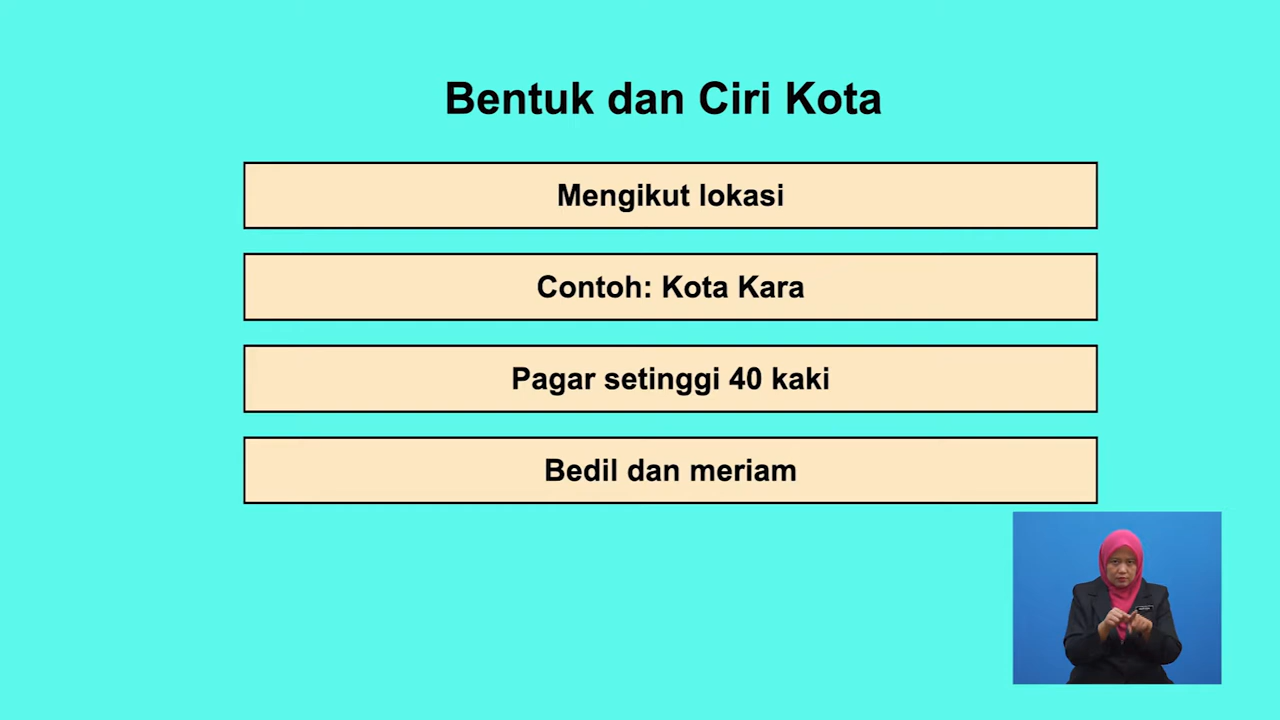 Bentuk dan Ciri Kota
Mengikut lokasi
Contoh: Kota Kara
Pagar setinggi 40 kaki
Bedil dan meriam